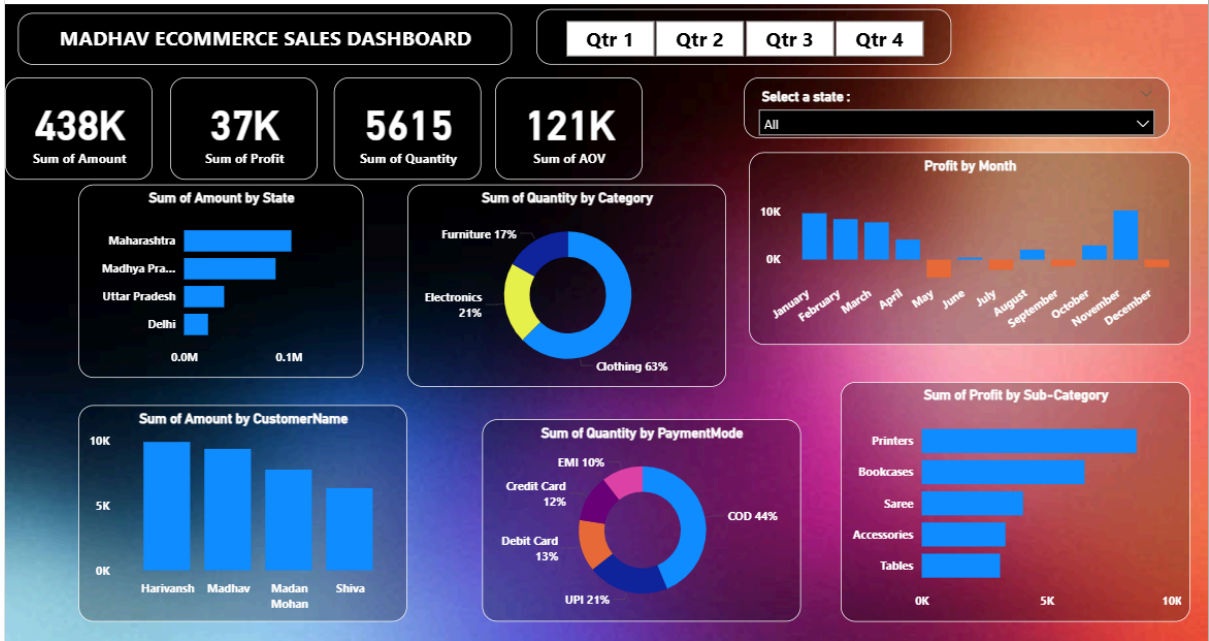 MADHAV ECOMMERCE SALES DASHBOARD
Qtr 1
Qtr 2
Qtr 3
Qtr 4
438K
Sum of Amount
37K
Sum of Profit
5615
Sum of Quantity
121K
Sum of AOV
Select a state :
All
Sum of Amount by State
Maharashtra
Madhya Pra...
Uttar Pradesh
Delhi
0.0M
0.1M
Sum of Quantity by Category
Furniture 17%
Electronics
21%
Clothing 63%
Profit by Month
10K
0K
January
February
March
April
May
June
July
August
September
October
November
December
Sum of Amount by CustomerName
10K
5K
0K
Harivansh
Madhav
Madan
Mohan
Shiva
Sum of Quantity by PaymentMode
EMI 10%
Credit Card
12%
Debit Card
13%
UPI 21%
COD 44%
Sum of Profit by Sub-Category
Printers
Bookcases
Saree
Accessories
Tables
0K
5K
10K